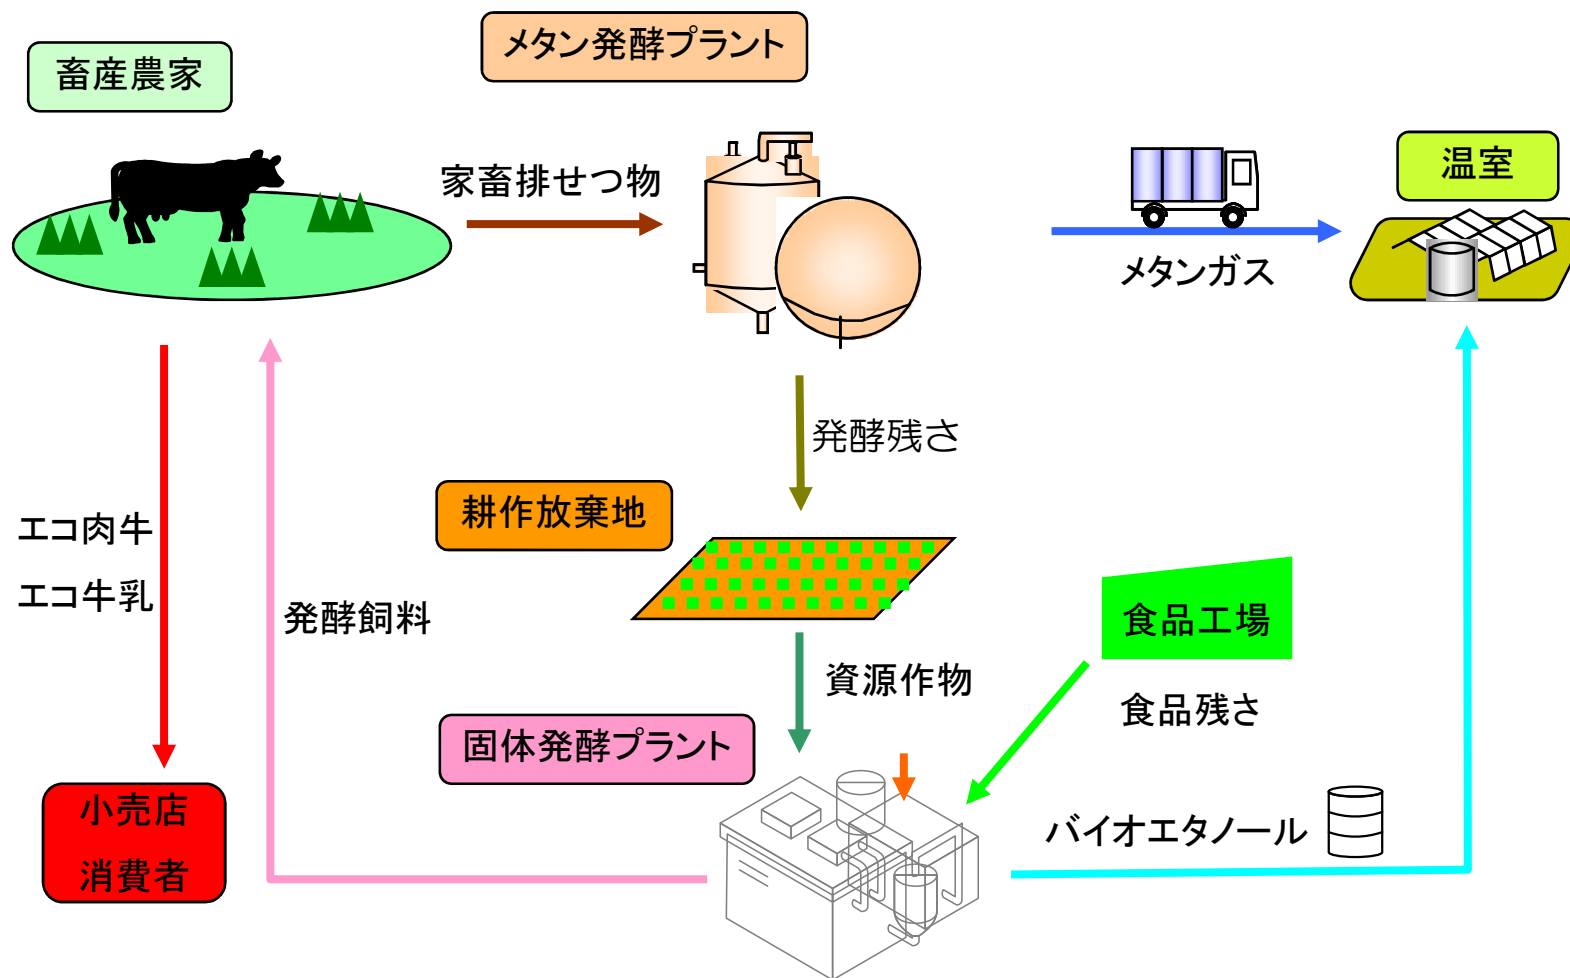 メタン発酵プラント
畜産農家
家畜排せつ物
温室
メタンガス
発酵残さ
耕作放棄地
エコ肉牛
エコ牛乳
発酵飼料
食品工場
資源作物
食品残さ
固体発酵プラント
小売店
消費者
バイオエタノール